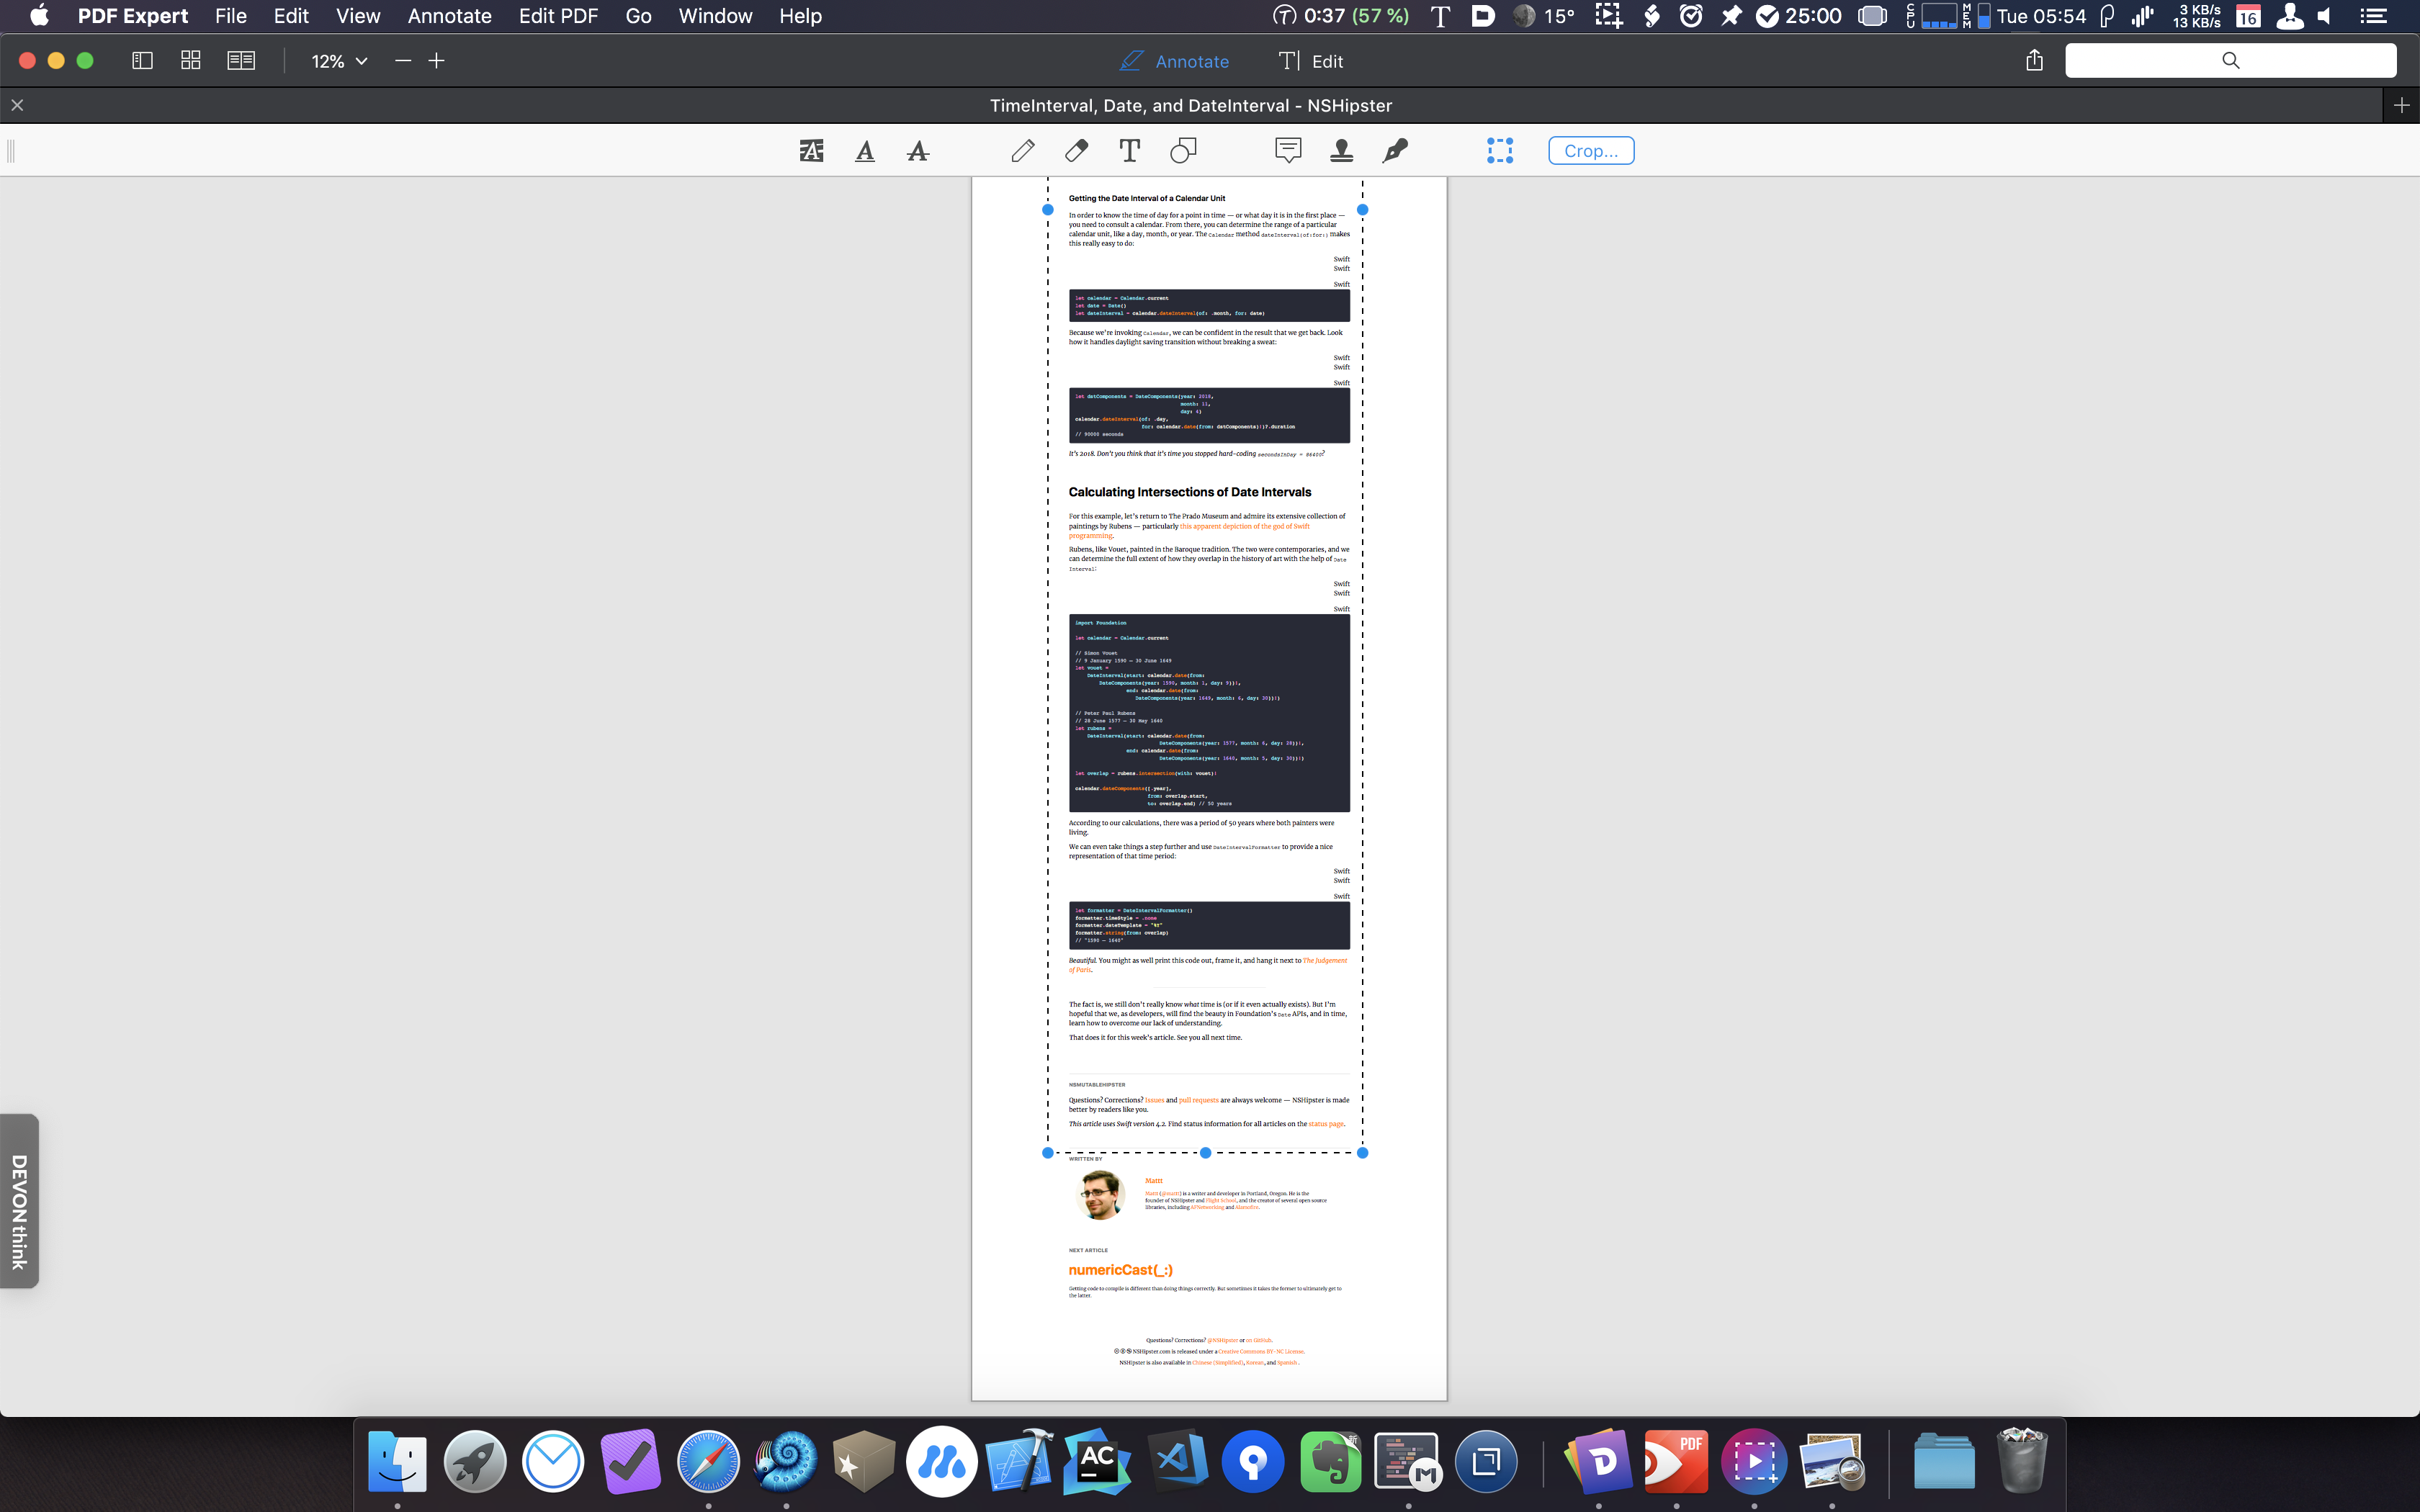 PDF Expert File Edit View Annotate Edit PDF Go Window Help
0:37 (57 %) 15° 25:00 CPU MEM Tue 05:54 3 KB/s 13 KB/s 16
12% Annotate Edit
TimeInterval, Date, and DateInterval - NSHipster
Crop...
Getting the Date Interval of a Calendar Unit
In order to know the time of day for a point in time — or what day it is in the first place —
you need to consult a calendar. From there, you can determine the range of a particular
calendar unit, like a day, month, or year. The Calendar method dateInterval(of:for:) makes
this really easy to do:
Swift
Swift
Swift
let calendar = Calendar.current
let date = Date()
let dateInterval = calendar.dateInterval(of: .month, for: date)
Because we're invoking Calendar, we can be confident in the result that we get back. Look
how it handles daylight saving transition without breaking a sweat:
Swift
Swift
Swift
let dstComponents = DateComponents(year: 2018,
month: 11,
day: 4)
calendar.dateInterval(of: .day,
for: calendar.date(from: dstComponents)!)?.duration
// 90000 seconds
It's 2018. Don't you think that it's time you stopped hard-coding secondsInDay = 86400?
Calculating Intersections of Date Intervals
For this example, let's return to The Prado Museum and admire its extensive collection of
paintings by Rubens — particularly this apparent depiction of the god of Swift
programming.
Rubens, like Vouet, painted in the Baroque tradition. The two were contemporaries, and we
can determine the full extent of how they overlap in the history of art with the help of Date
Interval:
Swift
Swift
Swift
import Foundation
let calendar = Calendar.current
// Simon Vouet
// 9 January 1590 – 30 June 1649
let vouet =
DateInterval(start: calendar.date(from:
DateComponents(year: 1590, month: 1, day: 9))!,
end: calendar.date(from:
DateComponents(year: 1649, month: 6, day: 30))!)
// Peter Paul Rubens
// 28 June 1577 – 30 May 1640
let rubens =
DateInterval(start: calendar.date(from:
DateComponents(year: 1577, month: 6, day: 28))!,
end: calendar.date(from:
DateComponents(year: 1640, month: 5, day: 30))!)
let overlap = rubens.intersection(with: vouet)!
calendar.dateComponents([.year],
from: overlap.start,
to: overlap.end) // 50 years
According to our calculations, there was a period of 50 years where both painters were
living.
We can even take things a step further and use DateIntervalFormatter to provide a nice
representation of that time period:
Swift
Swift
Swift
let formatter = DateIntervalFormatter()
formatter.timeStyle = .none
formatter.dateTemplate = "%Y"
formatter.string(from: overlap)
// "1590 – 1640"
Beautiful. You might as well print this code out, frame it, and hang it next to The Judgement
of Paris.
The fact is, we still don't really know what time is (or if it even actually exists). But I'm
hopeful that we, as developers, will find the beauty in Foundation's Date APIs, and in time,
learn how to overcome our lack of understanding.
That does it for this week's article. See you all next time.
NSMUTABLEHIPSTER
Questions? Corrections? Issues and pull requests are always welcome — NSHipster is made
better by readers like you.
This article uses Swift version 4.2. Find status information for all articles on the status page.
WRITTEN BY
Mattt
Mattt (@mattt) is a writer and developer in Portland, Oregon. He is the
founder of NSHipster and Flight School, and the creator of several open source
libraries, including AFNetworking and Alamofire.
NEXT ARTICLE
numericCast(_:)
Getting code to compile is different than doing things correctly. But sometimes it takes the former to ultimately get to
the latter.
Questions? Corrections? @NSHipster or on GitHub.
NSHipster.com is released under a Creative Commons BY-NC License.
NSHipster is also available in Chinese (Simplified), Korean, and Spanish.
DEVONthink
AC
新
M
D
PDF